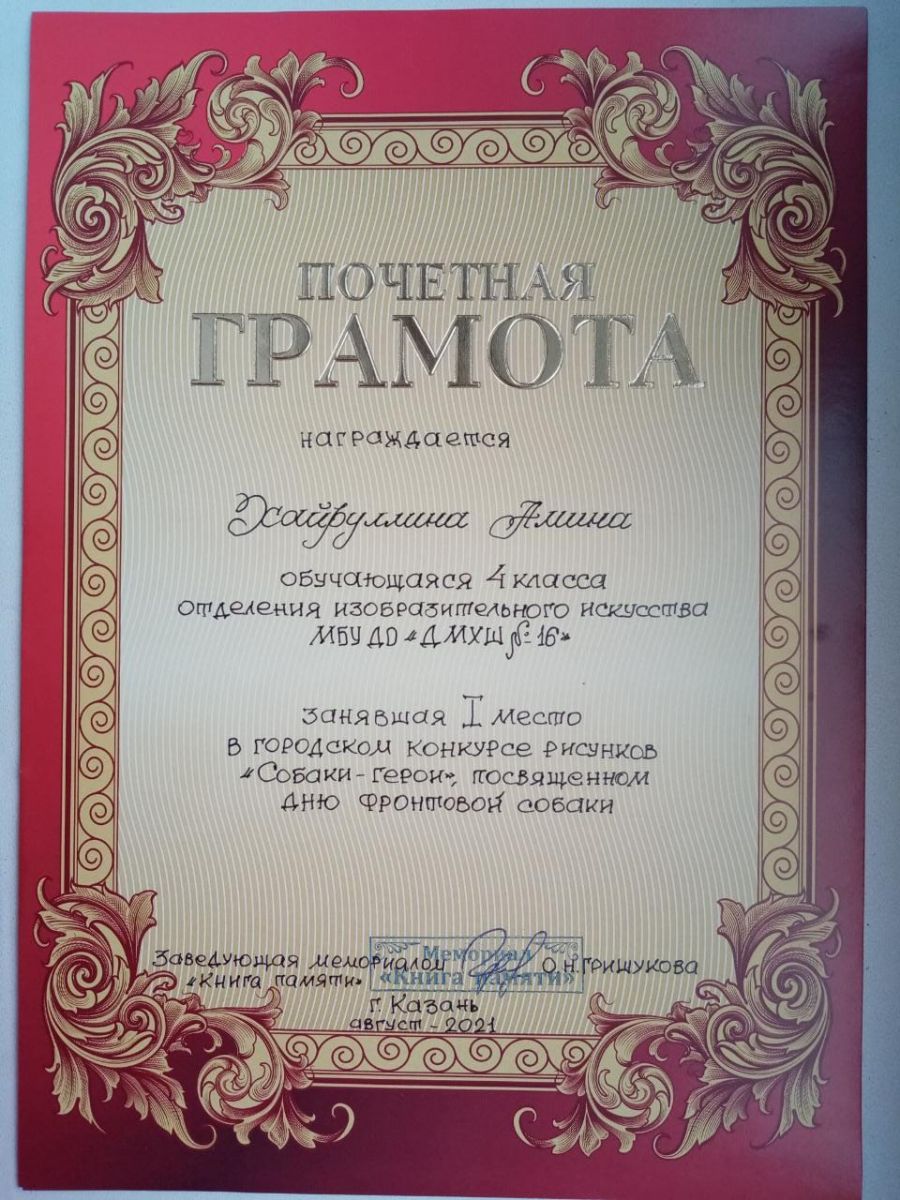 ПОЧЕТНАЯ
ГРАМОТА
награждается
Хайруллина Амина
обучающаяся 4 класса
отделения изобразительного искусства
МБУ ДО «ДМХШ № 16»
занявшая I место
в городском конкурсе рисунков
«Собаки-герои», посвященном
Дню фронтовой собаки
Заведующая мемориалом О.Н.Гришукова
«Книга памяти»
Мемориал
«Книга памяти»
г. Казань
август - 2021